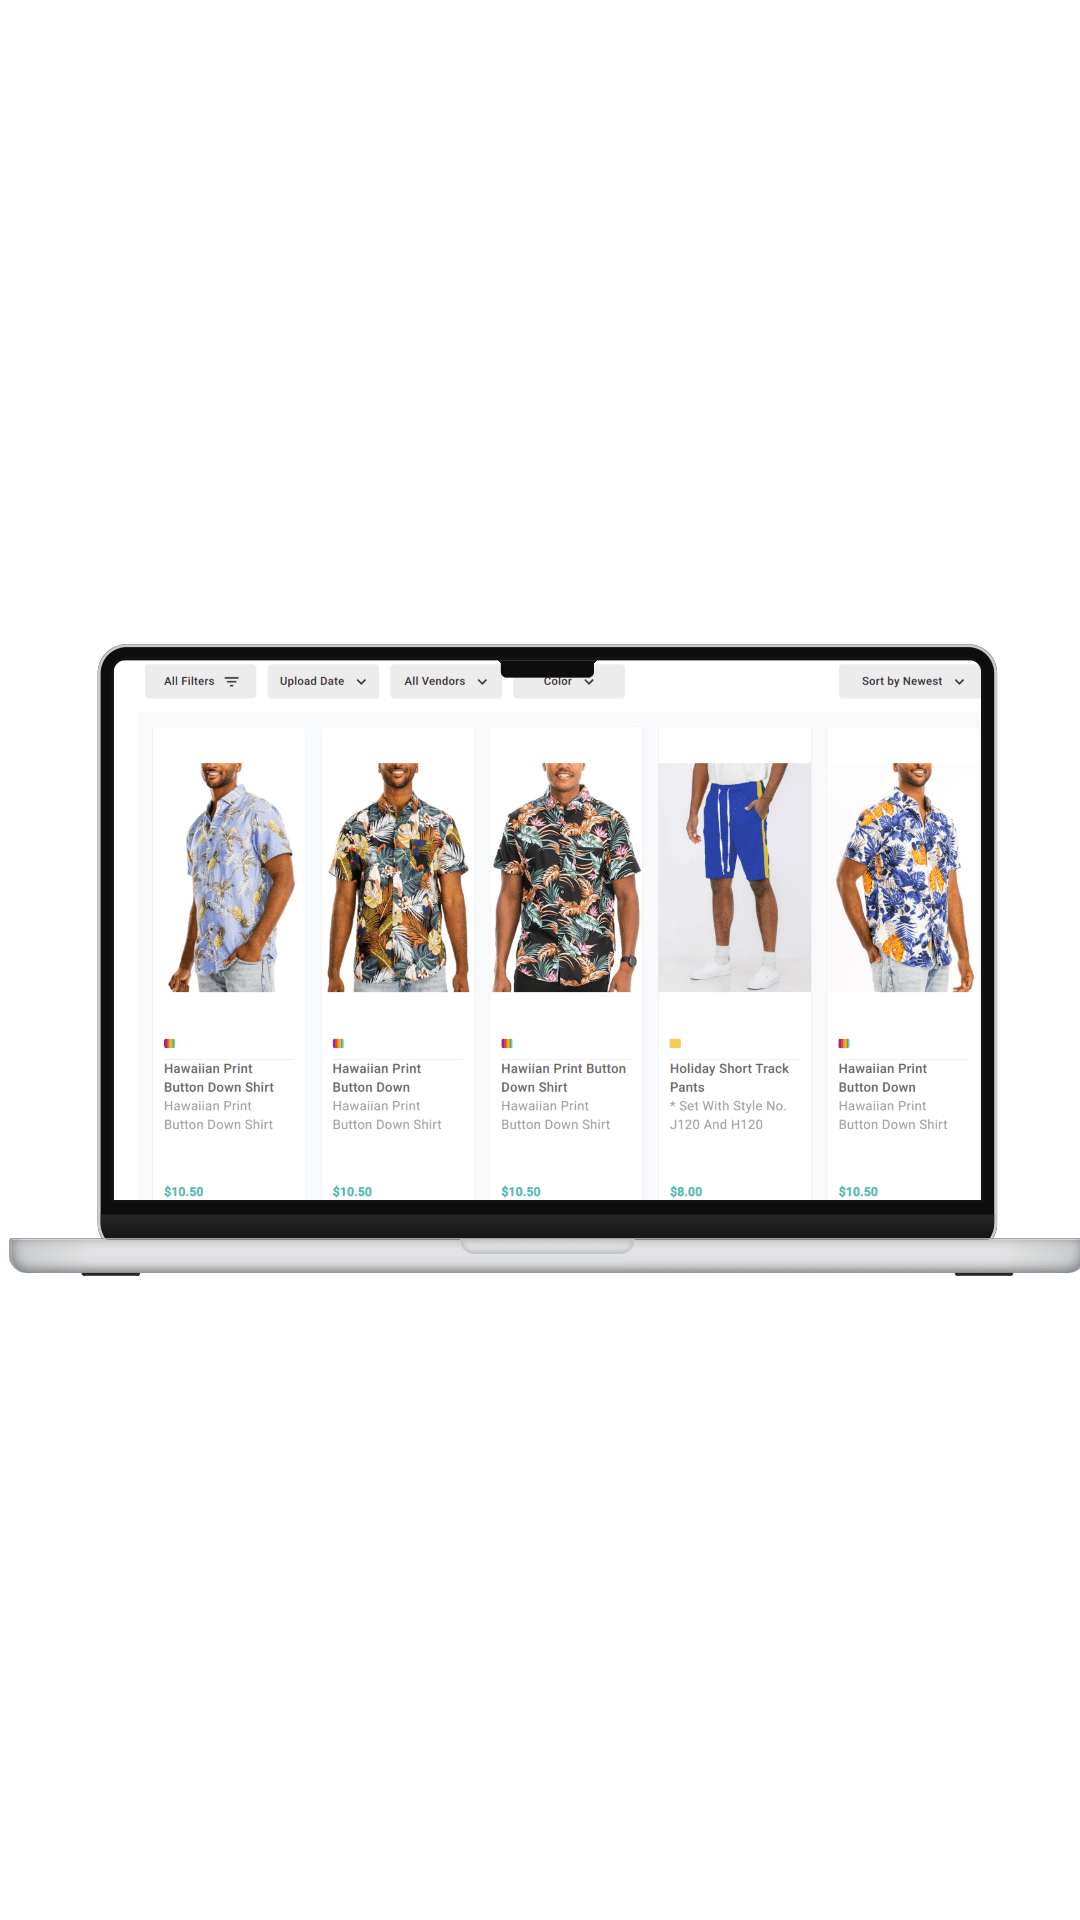 All Filters
Upload Date
All Vendors
Color
Sort by Newest
Hawaiian Print
Button Down Shirt
Hawaiian Print
Button Down Shirt
$10.50
Hawaiian Print
Button Down
Hawaiian Print
Button Down Shirt
$10.50
Hawiian Print Button
Down Shirt
Hawaiian Print
Button Down Shirt
$10.50
Holiday Short Track
Pants
* Set With Style No.
J120 And H120
$8.00
Hawaiian Print
Button Down
Hawaiian Print
Button Down Shirt
$10.50